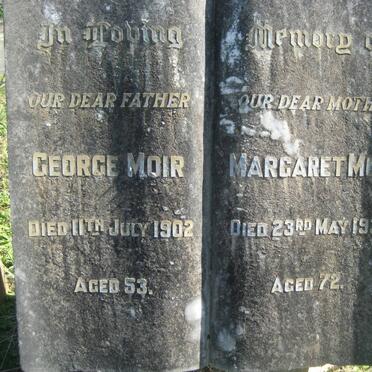 In Loving
OUR DEAR FATHER
GEORGE MOIR
DIED 11TH JULY 1902
AGED 53.
Memory o
OUR DEAR MOTH
MARGARET M
DIED 23RD MAY 19
AGED 72.